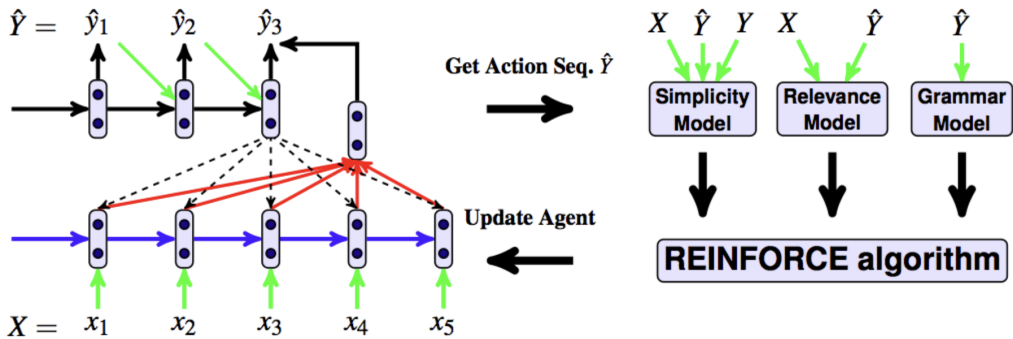 Ŷ = ŷ₁ ŷ₂ ŷ₃
Get Action Seq. Ŷ
X Ŷ Y X Ŷ Ŷ
Simplicity Model
Relevance Model
Grammar Model
Update Agent
REINFORCE algorithm
X = x₁ x₂ x₃ x₄ x₅